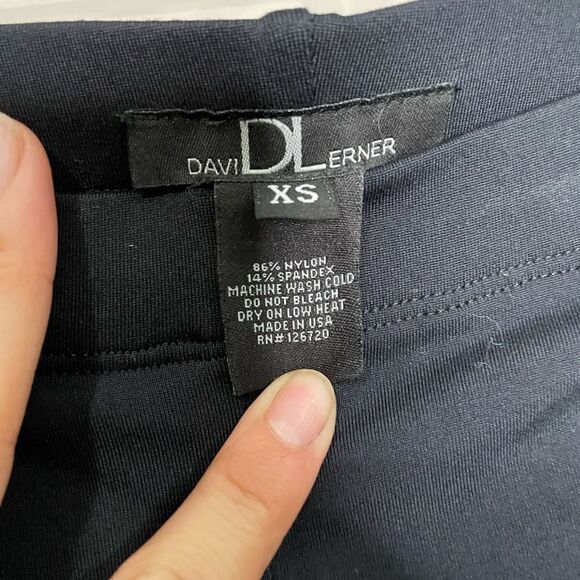 DAVIDLERNER
XS
86% NYLON
14% SPANDEX
MACHINE WASH COLD
DO NOT BLEACH
DRY ON LOW HEAT
MADE IN USA
RN#126720